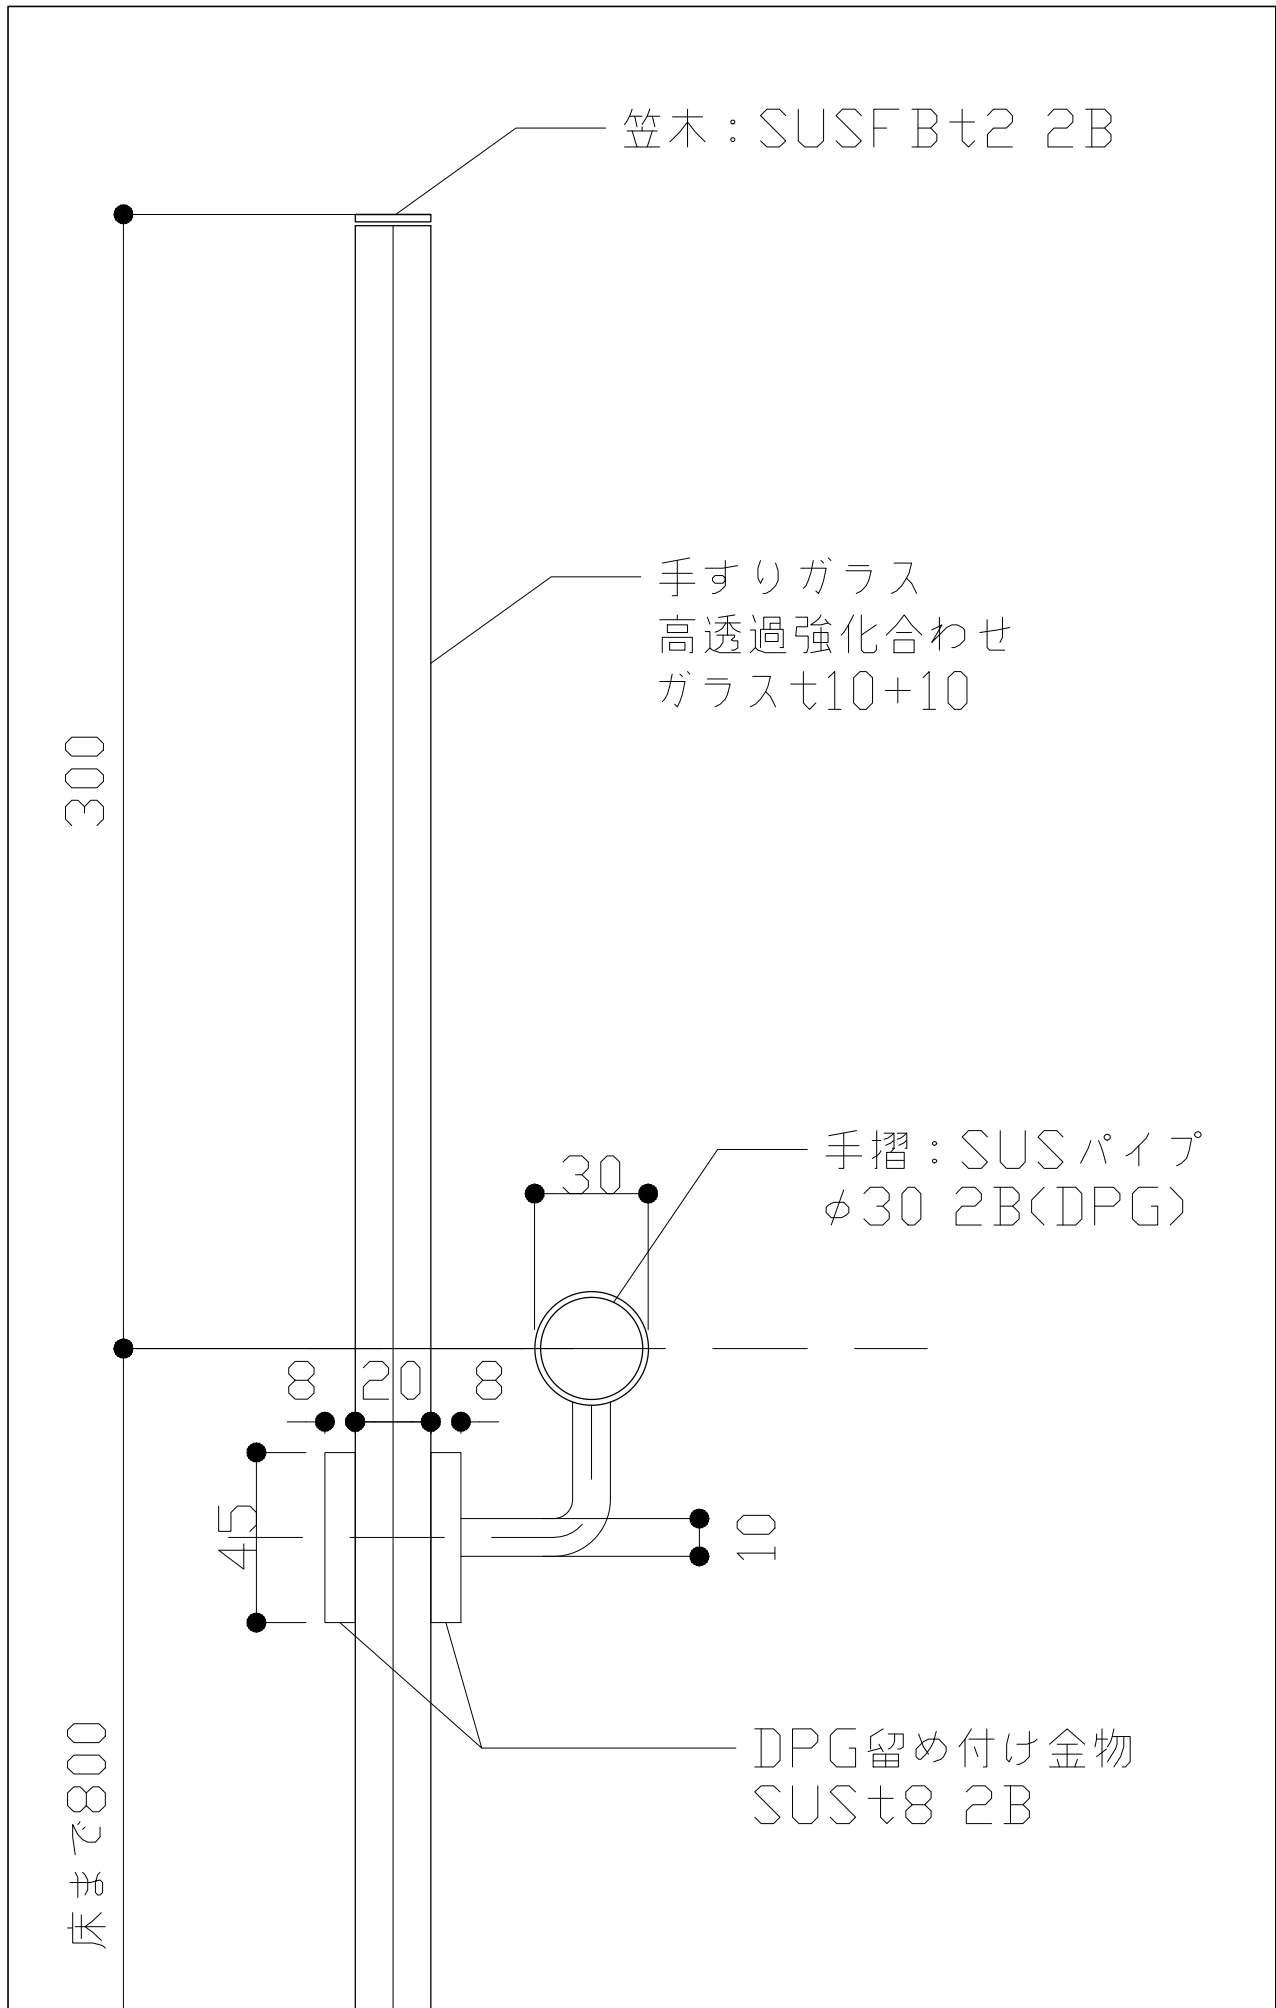 笠木：SUSFBt2 2B
手すりガラス
高透過強化合わせ
ガラスt10+10
300
手摺：SUSパイプ
φ30 2B(DPG)
30
8
20
8
45
10
DPG留め付け金物
SUSt8 2B
床まで800